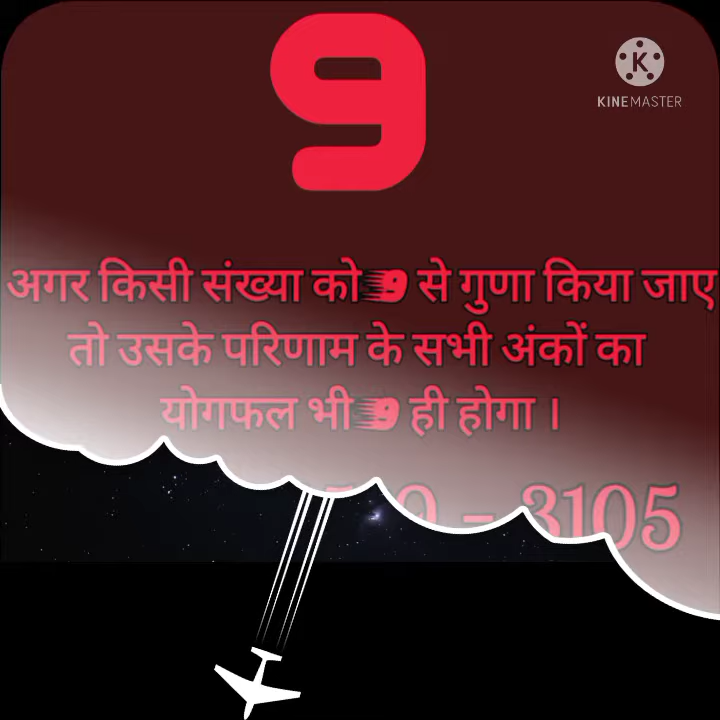 9
KINEMASTER
अगर किसी संख्या को 9 से गुणा किया जाए
तो उसके परिणाम के सभी अंकों का
योगफल भी 9 ही होगा ।
3105